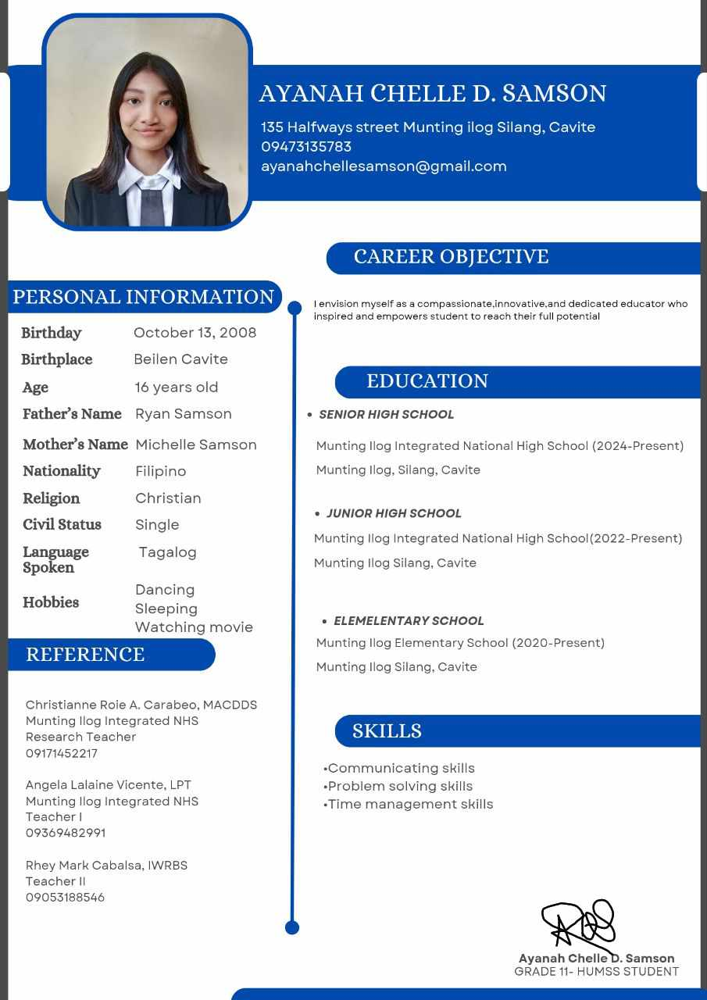 AYANAH CHELLE D. SAMSON
135 Halfways street Munting ilog Silang, Cavite
09473135783
ayanahchellesamson@gmail.com
PERSONAL INFORMATION
Birthday October 13, 2008
Birthplace Beilen Cavite
Age 16 years old
Father's Name Ryan Samson
Mother's Name Michelle Samson
Nationality Filipino
Religion Christian
Civil Status Single
Language Tagalog
Spoken
Dancing
Hobbies Sleeping
Watching movie
REFERENCE
Christianne Roie A. Carabeo, MACDDS
Munting Ilog Integrated NHS
Research Teacher
09171452217
Angela Lalaine Vicente, LPT
Munting Ilog Integrated NHS
Teacher I
09369482991
Rhey Mark Cabalsa, IWRBS
Teacher II
09053188546
CAREER OBJECTIVE
I envision myself as a compassionate,innovative,and dedicated educator who
inspired and empowers student to reach their full potential
EDUCATION
• SENIOR HIGH SCHOOL
Munting Ilog Integrated National High School (2024-Present)
Munting Ilog, Silang, Cavite
• JUNIOR HIGH SCHOOL
Munting Ilog Integrated National High School(2022-Present)
Munting Ilog Silang, Cavite
• ELEMELENTARY SCHOOL
Munting Ilog Elementary School (2020-Present)
Munting Ilog Silang, Cavite
SKILLS
•Communicating skills
•Problem solving skills
•Time management skills
Ayanah Chelle D. Samson
GRADE 11- HUMSS STUDENT